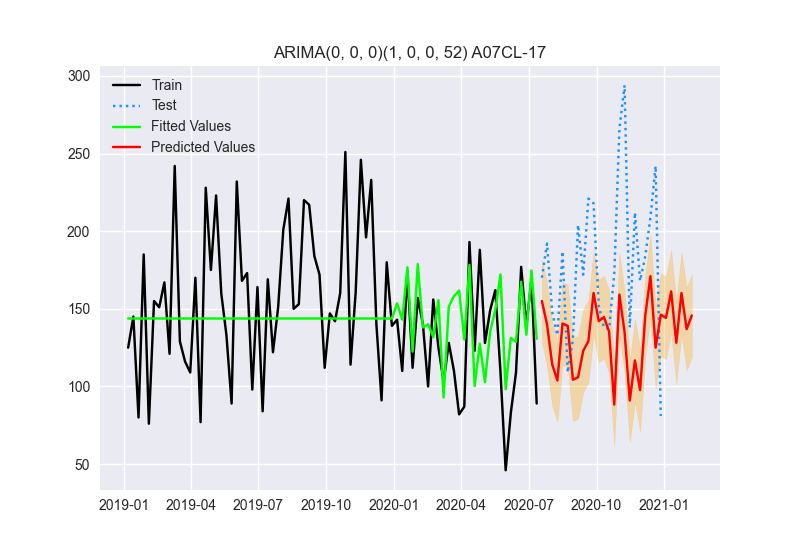 ARIMA(0, 0, 0)(1, 0, 0, 52) A07CL-17
300
250
200
150
100
50
Train
Test
Fitted Values
Predicted Values
2019-01 2019-04 2019-07 2019-10 2020-01 2020-04 2020-07 2020-10 2021-01